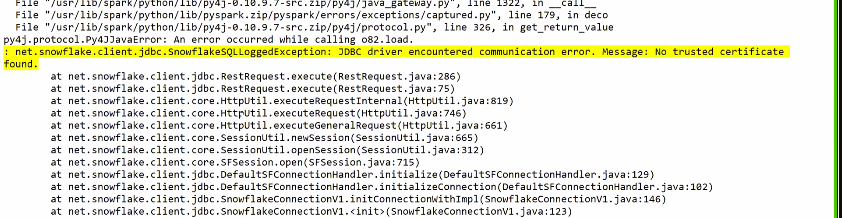 File "/usr/lib/spark/python/lib/py4j-0.10.9.7-src.zip/py4j/java_gateway.py", line 1322, in __call__
File "/usr/lib/spark/python/lib/pyspark.zip/pyspark/errors/exceptions/captured.py", line 179, in deco
File "/usr/lib/spark/python/lib/py4j-0.10.9.7-src.zip/py4j/protocol.py", line 326, in get_return_value
py4j.protocol.Py4JJavaError: An error occurred while calling o82.load.
: net.snowflake.client.jdbc.SnowflakeSQLLoggedException: JDBC driver encountered communication error. Message: No trusted certificate
found.
at net.snowflake.client.jdbc.RestRequest.execute(RestRequest.java:286)
at net.snowflake.client.jdbc.RestRequest.execute(RestRequest.java:75)
at net.snowflake.client.core.HttpUtil.executeRequestInternal(HttpUtil.java:819)
at net.snowflake.client.core.HttpUtil.executeRequest(HttpUtil.java:746)
at net.snowflake.client.core.HttpUtil.executeGeneralRequest(HttpUtil.java:661)
at net.snowflake.client.core.SessionUtil.newSession(SessionUtil.java:665)
at net.snowflake.client.core.SessionUtil.openSession(SessionUtil.java:312)
at net.snowflake.client.core.SFSession.open(SFSession.java:715)
at net.snowflake.client.jdbc.DefaultSFConnectionHandler.initialize(DefaultSFConnectionHandler.java:129)
at net.snowflake.client.jdbc.DefaultSFConnectionHandler.initializeConnection(DefaultSFConnectionHandler.java:102)
at net.snowflake.client.jdbc.SnowflakeConnectionV1.initConnectionWithImpl(SnowflakeConnectionV1.java:146)
at net.snowflake.client.jdbc.SnowflakeConnectionV1.<init>(SnowflakeConnectionV1.java:123)